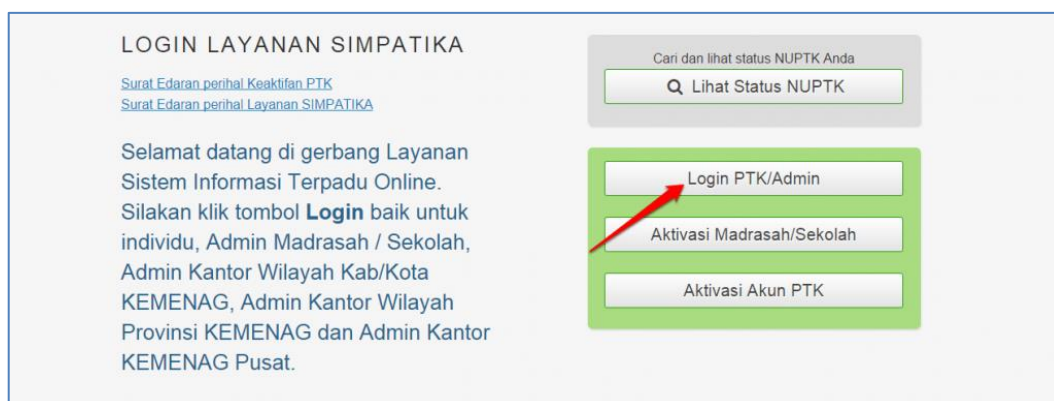 LOGIN LAYANAN SIMPATIKA
Surat Edaran perihal Keaktifan PTK
Surat Edaran perihal Layanan SIMPATIKA
Selamat datang di gerbang Layanan
Sistem Informasi Terpadu Online.
Silakan klik tombol Login baik untuk
individu, Admin Madrasah / Sekolah,
Admin Kantor Wilayah Kab/Kota
KEMENAG, Admin Kantor Wilayah
Provinsi KEMENAG dan Admin Kantor
KEMENAG Pusat.
Cari dan lihat status NUPTK Anda
Lihat Status NUPTK
Login PTK/Admin
Aktivasi Madrasah/Sekolah
Aktivasi Akun PTK